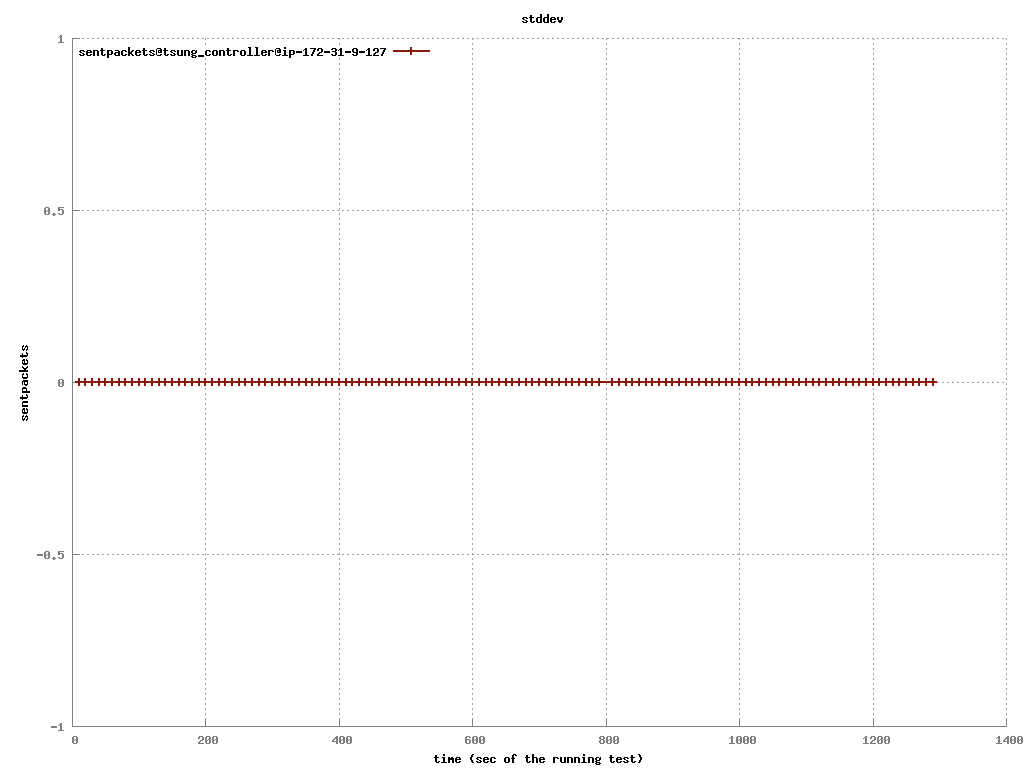 stddev
sentpackets@tsung_controller@ip-172-31-9-127
1
0.5
0
-0.5
-1
sentpackets
0 200 400 600 800 1000 1200 1400
time (sec of the running test)